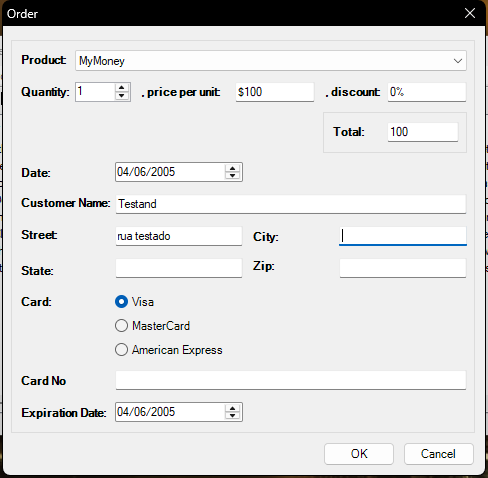 Order
Product: MyMoney
Quantity: 1 , price per unit: $100 , discount: 0%
Total: 100
Date: 04/06/2005
Customer Name: Testand
Street: rua testado City:
State: Zip:
Card: Visa
MasterCard
American Express
Card No
Expiration Date: 04/06/2005
OK Cancel